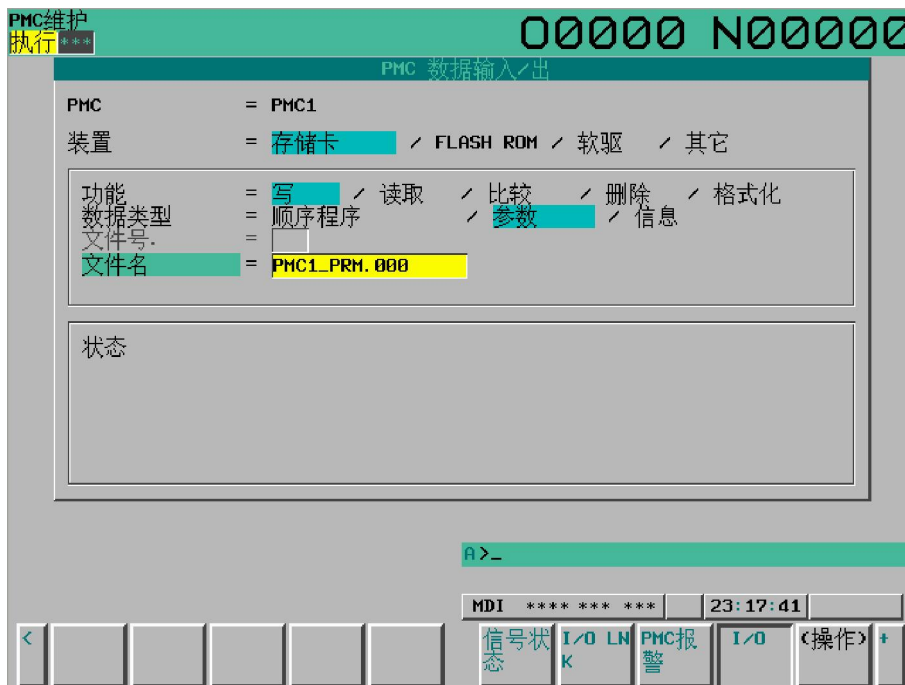 PMC维护
执行 *** O0000 N00000
PMC 数据输入/出
PMC = PMC1
装置 = 存储卡 / FLASH ROM / 软驱 / 其它
功能 = 写 / 读取 / 比较 / 删除 / 格式化
数据类型 = 顺序程序 / 参数 / 信息
文件号. =
文件名 = PMC1_PRM.000
状态
A>_
MDI **** *** *** 23:17:41
< 信号状态 I/O LNK PMC报警 I/O (操作) +